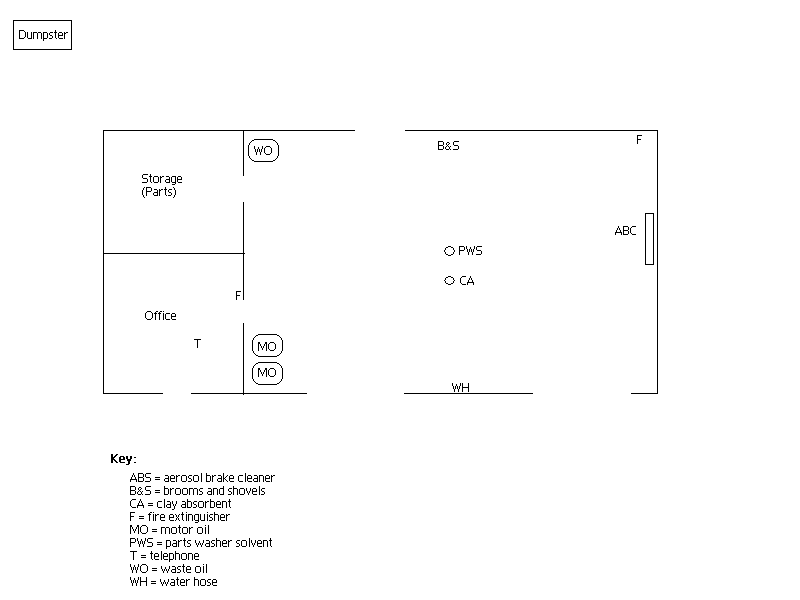 Dumpster
WO
B&S
F
Storage
(Parts)
ABC
PWS
CA
F
Office
T
MO
MO
WH
Key:
ABS = aerosol brake cleaner
B&S = brooms and shovels
CA = clay absorbent
F = fire extinguisher
MO = motor oil
PWS = parts washer solvent
T = telephone
WO = waste oil
WH = water hose